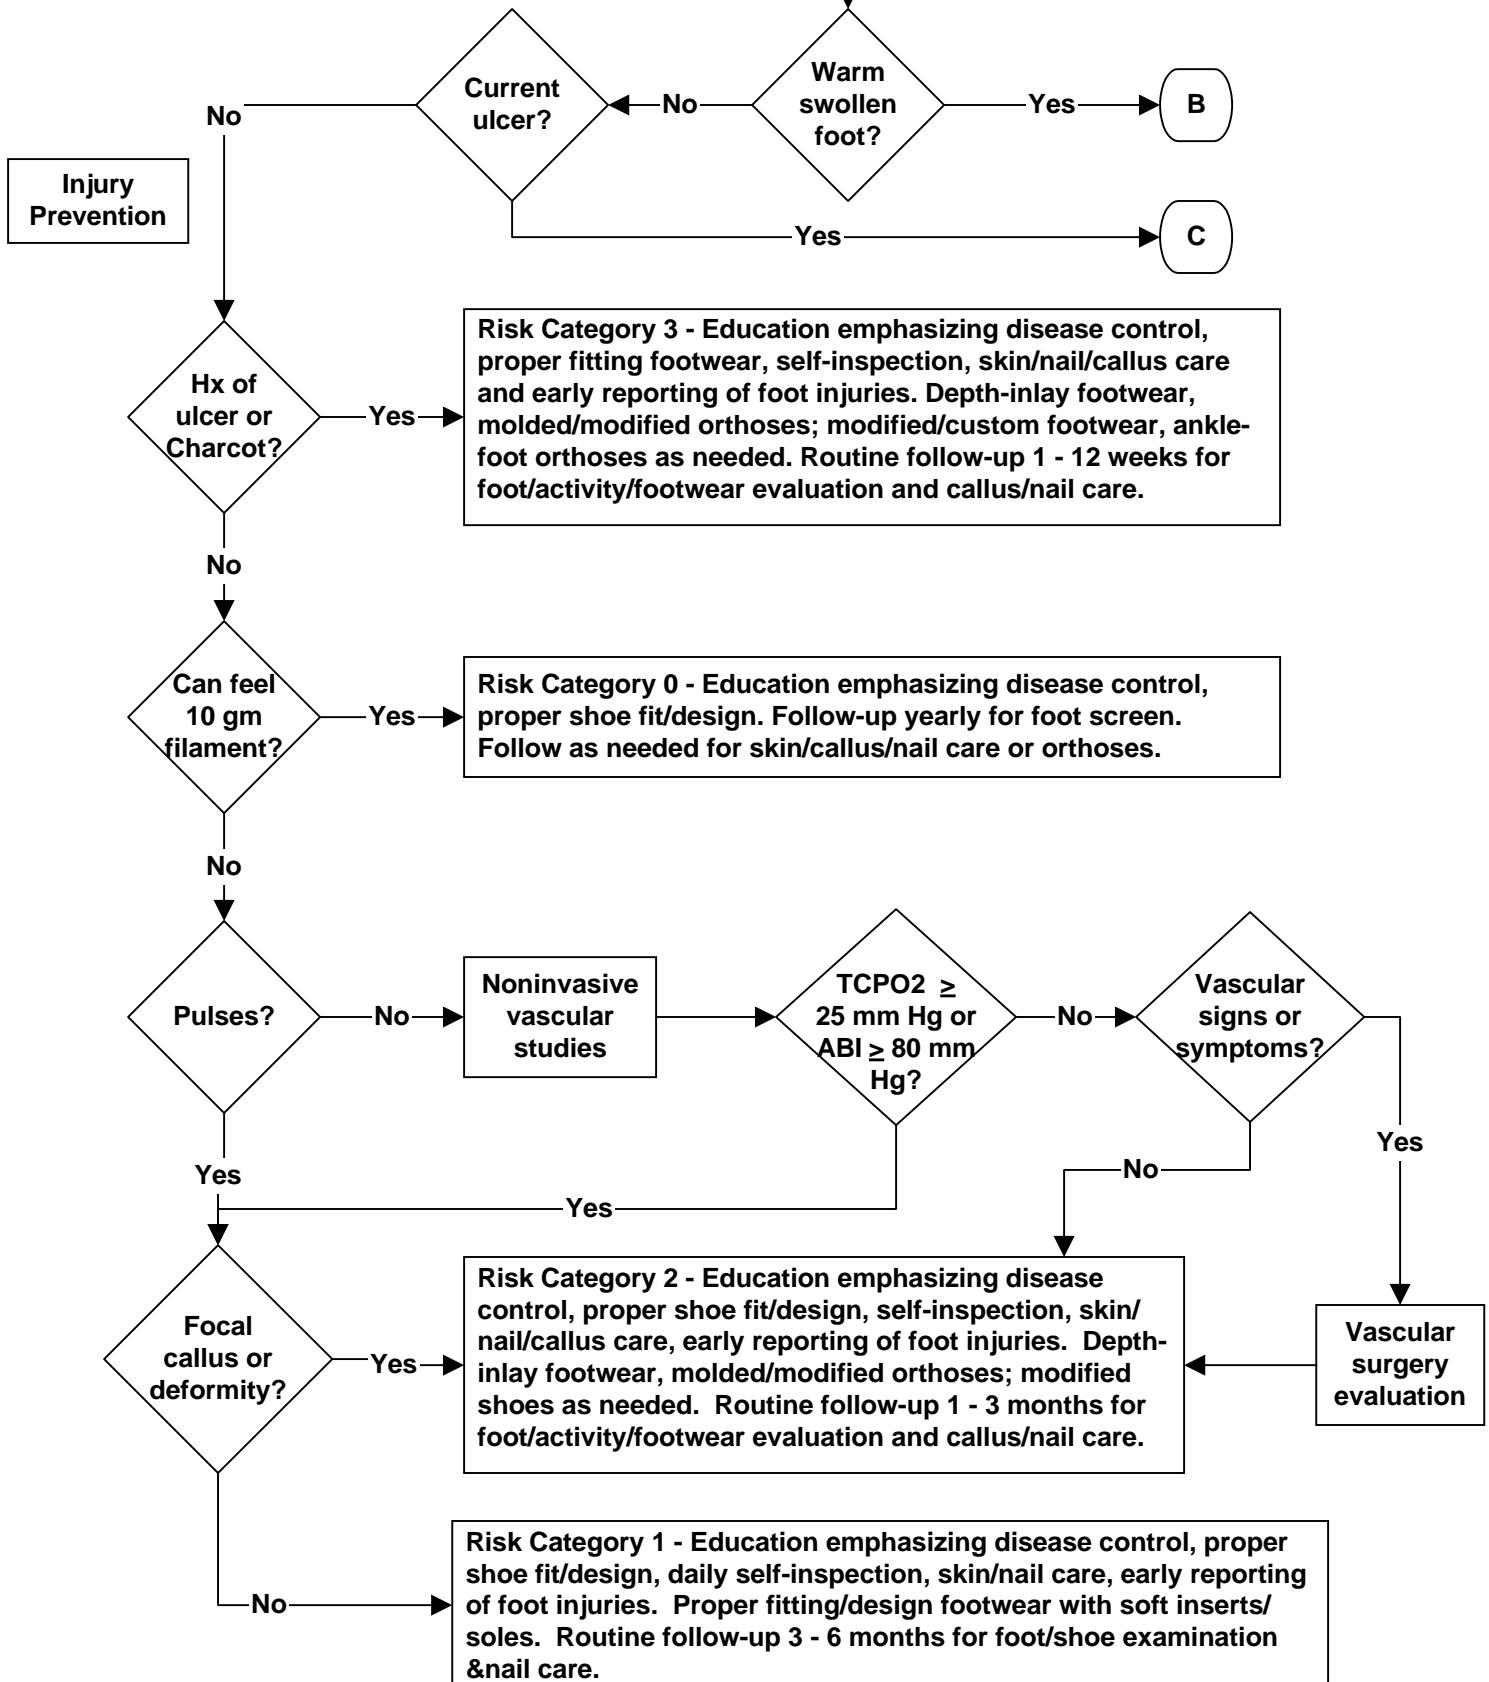 Warm
swollen
foot?
Yes
B
No
Current
ulcer?
Yes
C
No
Injury
Prevention
Hx of
ulcer or
Charcot?
Yes
Risk Category 3 - Education emphasizing disease control,
proper fitting footwear, self-inspection, skin/nail/callus care
and early reporting of foot injuries. Depth-inlay footwear,
molded/modified orthoses; modified/custom footwear, ankle-
foot orthoses as needed. Routine follow-up 1 - 12 weeks for
foot/activity/footwear evaluation and callus/nail care.
No
Can feel
10 gm
filament?
Yes
Risk Category 0 - Education emphasizing disease control,
proper shoe fit/design. Follow-up yearly for foot screen.
Follow as needed for skin/callus/nail care or orthoses.
No
Pulses?
No
Noninvasive
vascular
studies
TCPO2 ≥
25 mm Hg or
ABI ≥ 80 mm
Hg?
No
Vascular
signs or
symptoms?
Yes
No
Yes
Yes
Focal
callus or
deformity?
Yes
Risk Category 2 - Education emphasizing disease
control, proper shoe fit/design, self-inspection, skin/
nail/callus care, early reporting of foot injuries.  Depth-
inlay footwear, molded/modified orthoses; modified
shoes as needed.  Routine follow-up 1 - 3 months for
foot/activity/footwear evaluation and callus/nail care.
Vascular
surgery
evaluation
No
Risk Category 1 - Education emphasizing disease control, proper
shoe fit/design, daily self-inspection, skin/nail care, early reporting
of foot injuries.  Proper fitting/design footwear with soft inserts/
soles.  Routine follow-up 3 - 6 months for foot/shoe examination
&nail care.